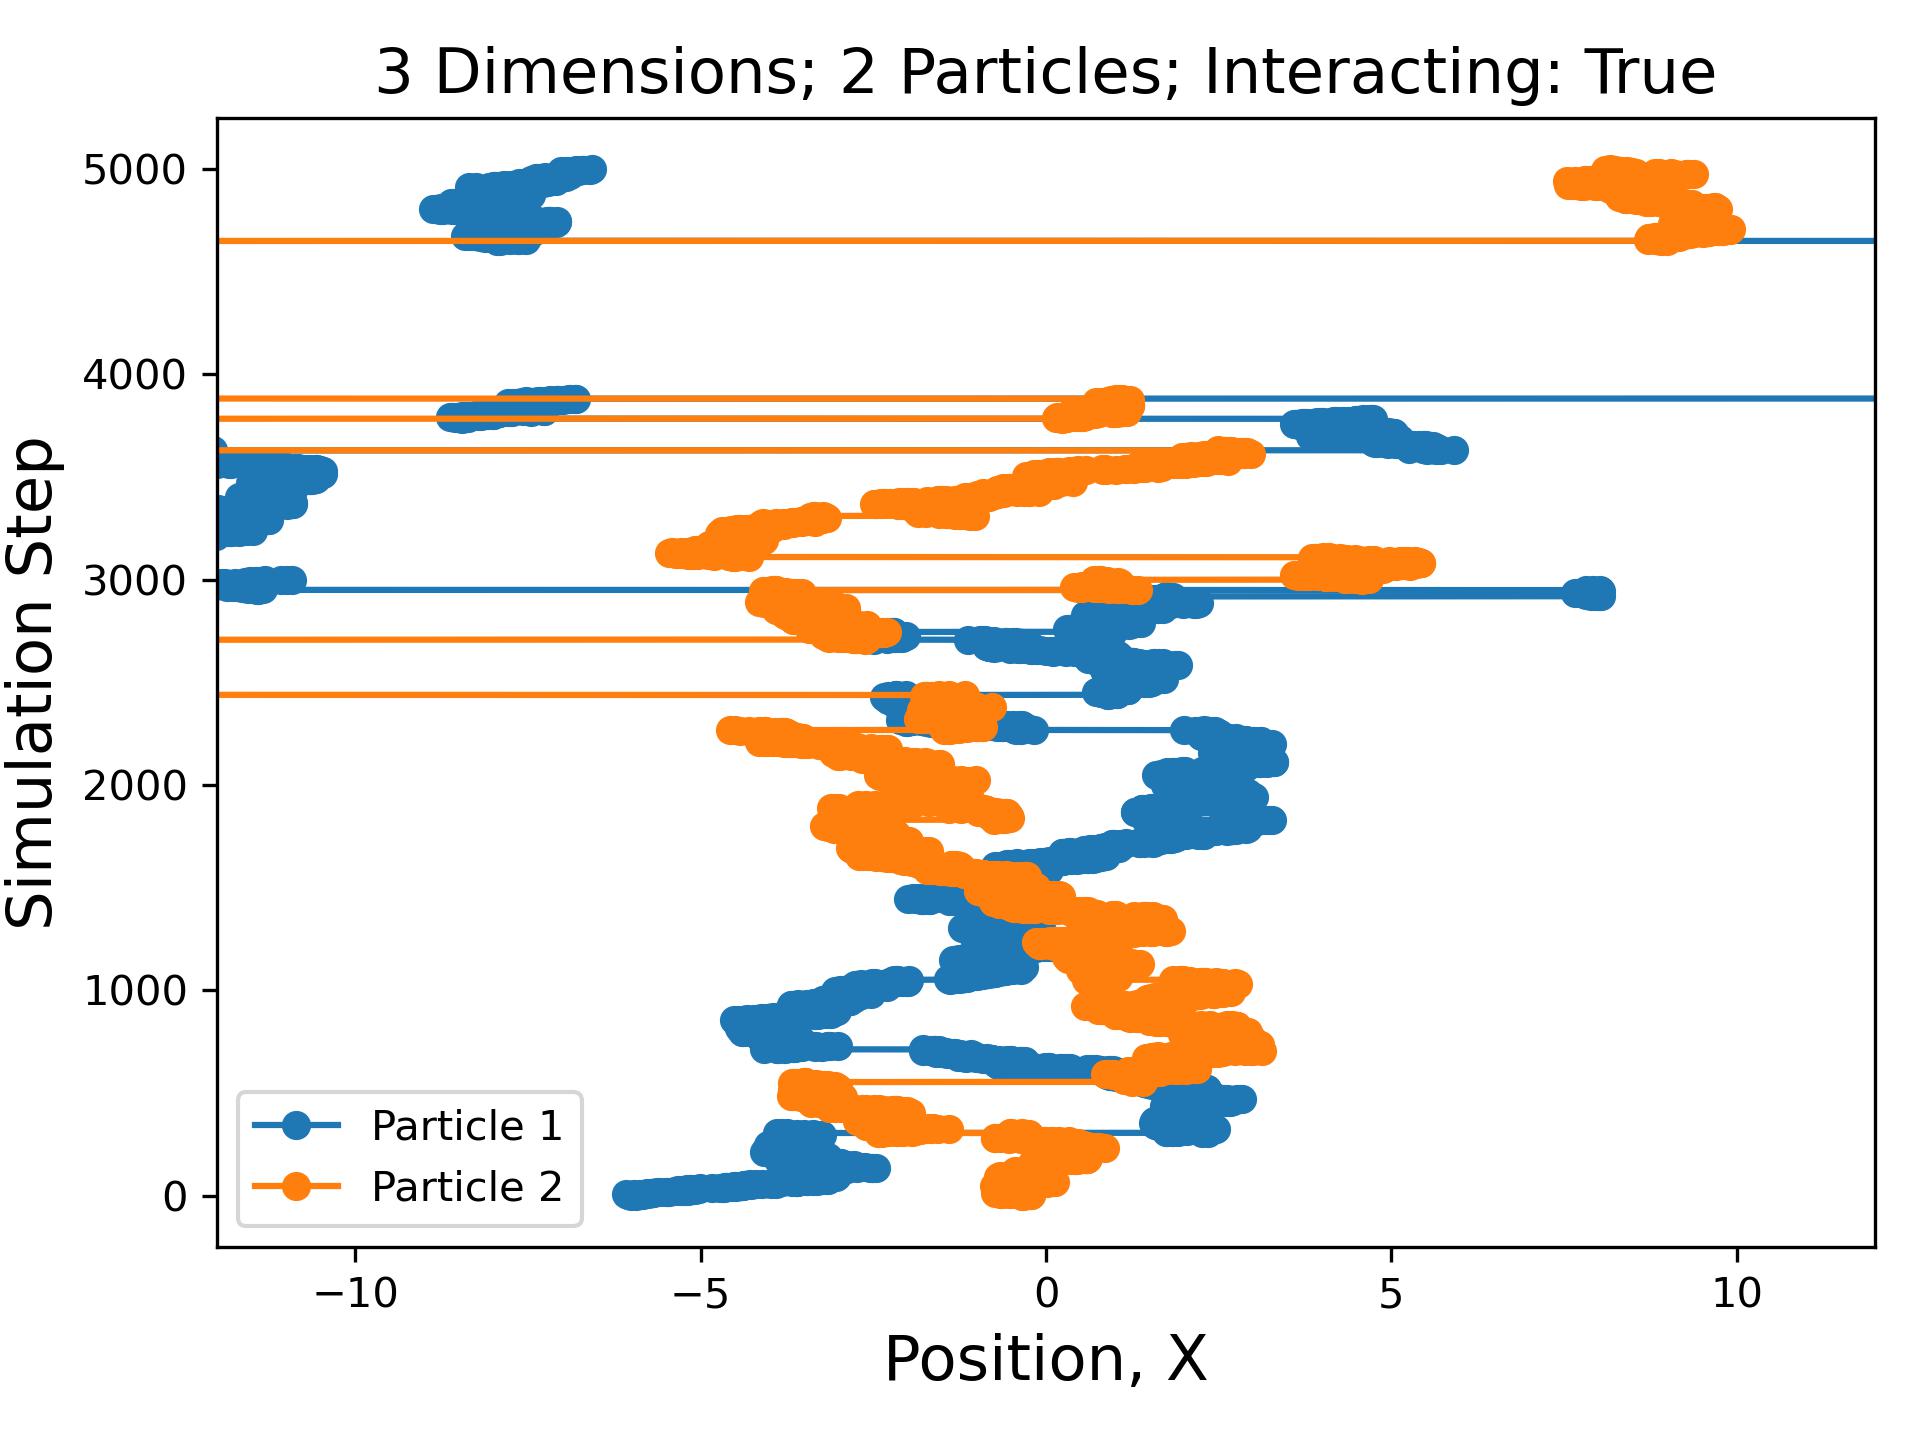 3 Dimensions; 2 Particles; Interacting: True
Simulation Step
5000
4000
3000
2000
1000
0
Particle 1
Particle 2
−10
−5
0
5
10
Position, X